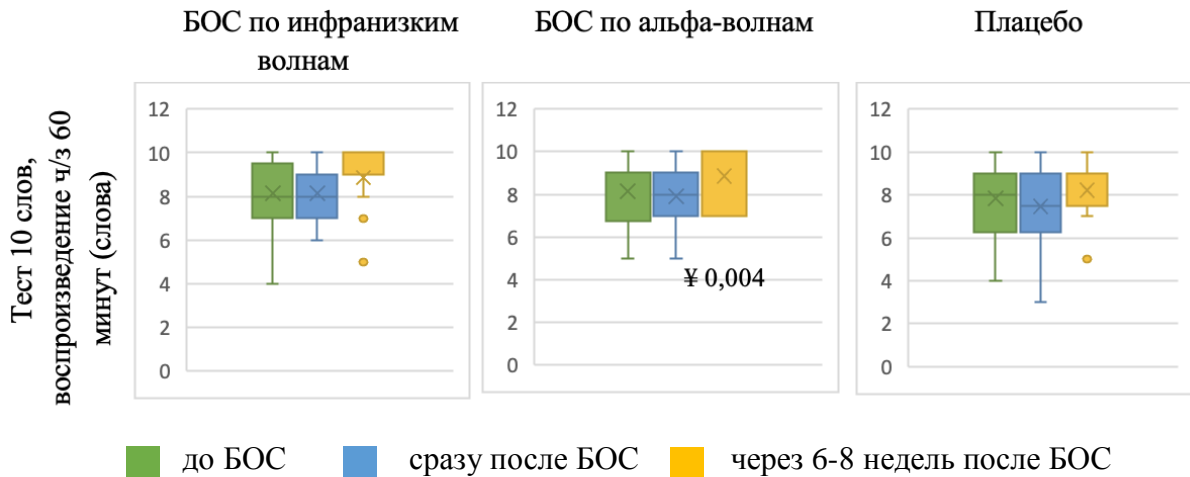 БОС по инфранизким
волнам
БОС по альфа-волнам
Плацебо
Тест 10 слов,
воспроизведение ч/з 60
минут (слова)
12
10
8
6
4
2
0
12
10
8
6
4
2
0
¥ 0,004
12
10
8
6
4
2
0
до БОС
сразу после БОС
через 6-8 недель после БОС